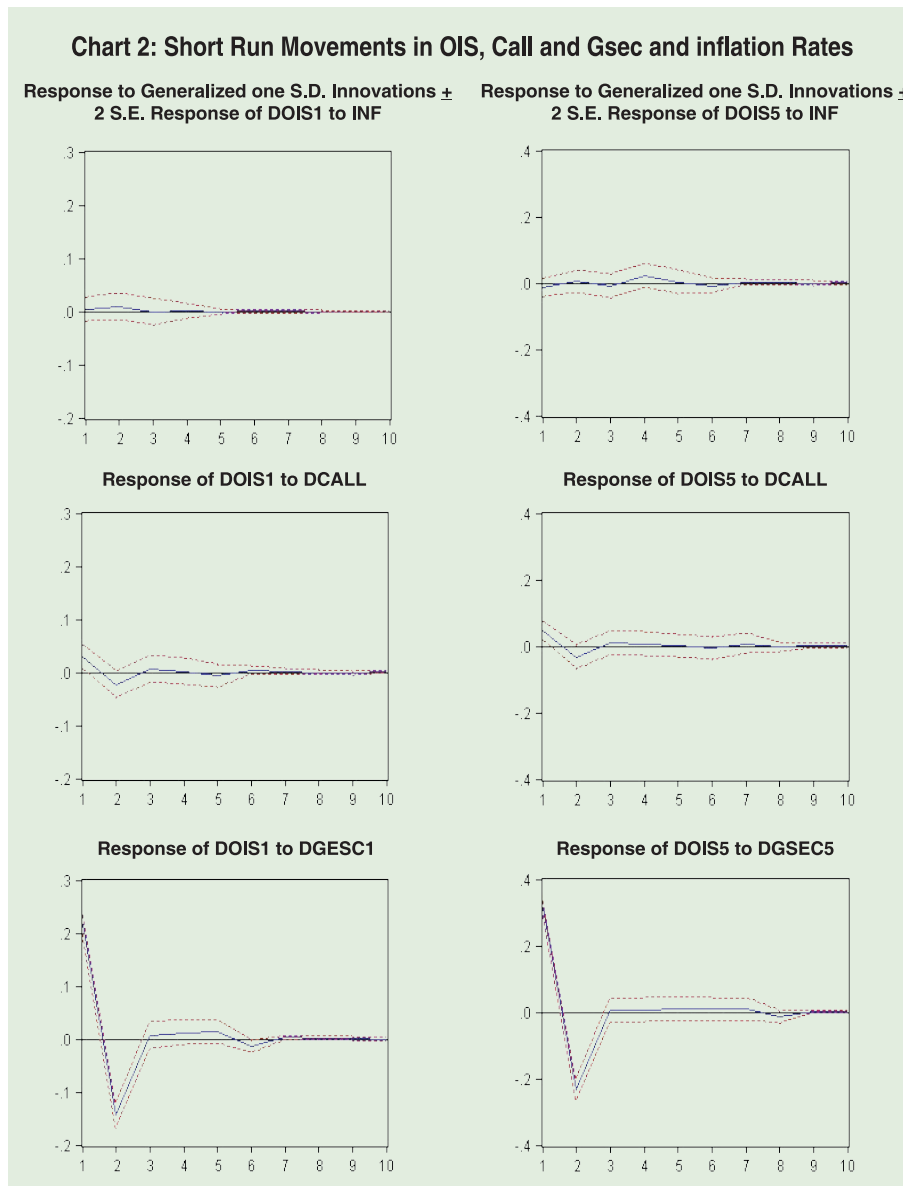 Chart 2: Short Run Movements in OIS, Call and Gsec and inflation Rates
Response to Generalized one S.D. Innovations ±
2 S.E. Response of DOIS1 to INF
.3
.2
.1
.0
-.1
-.2
1 2 3 4 5 6 7 8 9 10
Response to Generalized one S.D. Innovations ±
2 S.E. Response of DOIS5 to INF
.4
.2
.0
-.2
-.4
1 2 3 4 5 6 7 8 9 10
Response of DOIS1 to DCALL
.3
.2
.1
.0
-.1
-.2
1 2 3 4 5 6 7 8 9 10
Response of DOIS5 to DCALL
.4
.2
.0
-.2
-.4
1 2 3 4 5 6 7 8 9 10
Response of DOIS1 to DGESC1
.3
.2
.1
.0
-.1
-.2
1 2 3 4 5 6 7 8 9 10
Response of DOIS5 to DGSEC5
.4
.2
.0
-.2
-.4
1 2 3 4 5 6 7 8 9 10